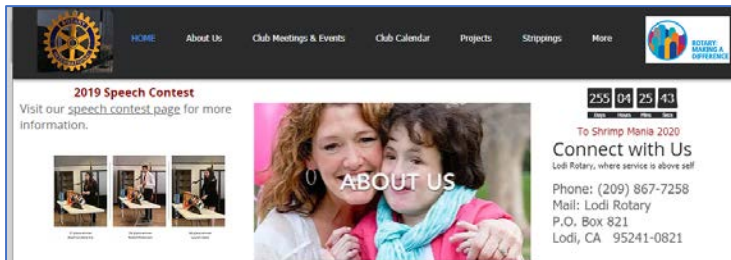 HOME About Us Club Meetings & Events Club Calendar Projects Strippings More
ROTARY:
MAKING A
DIFFERENCE
2019 Speech Contest
Visit our speech contest page for more
information.
ABOUT US
255 04 25 43
Days Hours Mins Secs
To Shrimp Mania 2020
Connect with Us
Lodi Rotary, where service is above self
Phone: (209) 867-7258
Mail: Lodi Rotary
P.O. Box 821
Lodi, CA 95241-0821